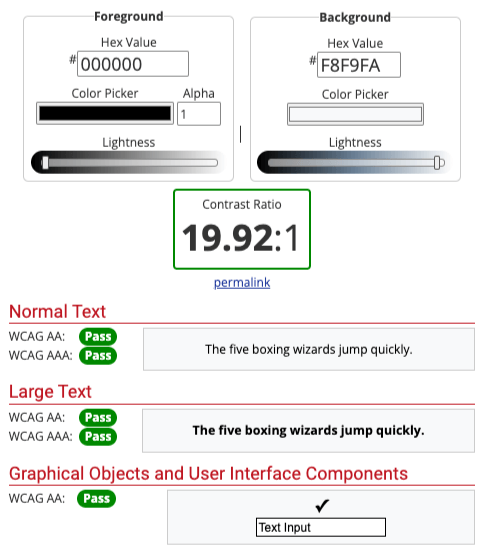 Foreground
Hex Value
#000000
Color Picker Alpha
1
Lightness
Background
Hex Value
#F8F9FA
Color Picker
Lightness
Contrast Ratio
19.92:1
permalink
Normal Text
WCAG AA: Pass
WCAG AAA: Pass
The five boxing wizards jump quickly.
Large Text
WCAG AA: Pass
WCAG AAA: Pass
The five boxing wizards jump quickly.
Graphical Objects and User Interface Components
WCAG AA: Pass
✓
Text Input